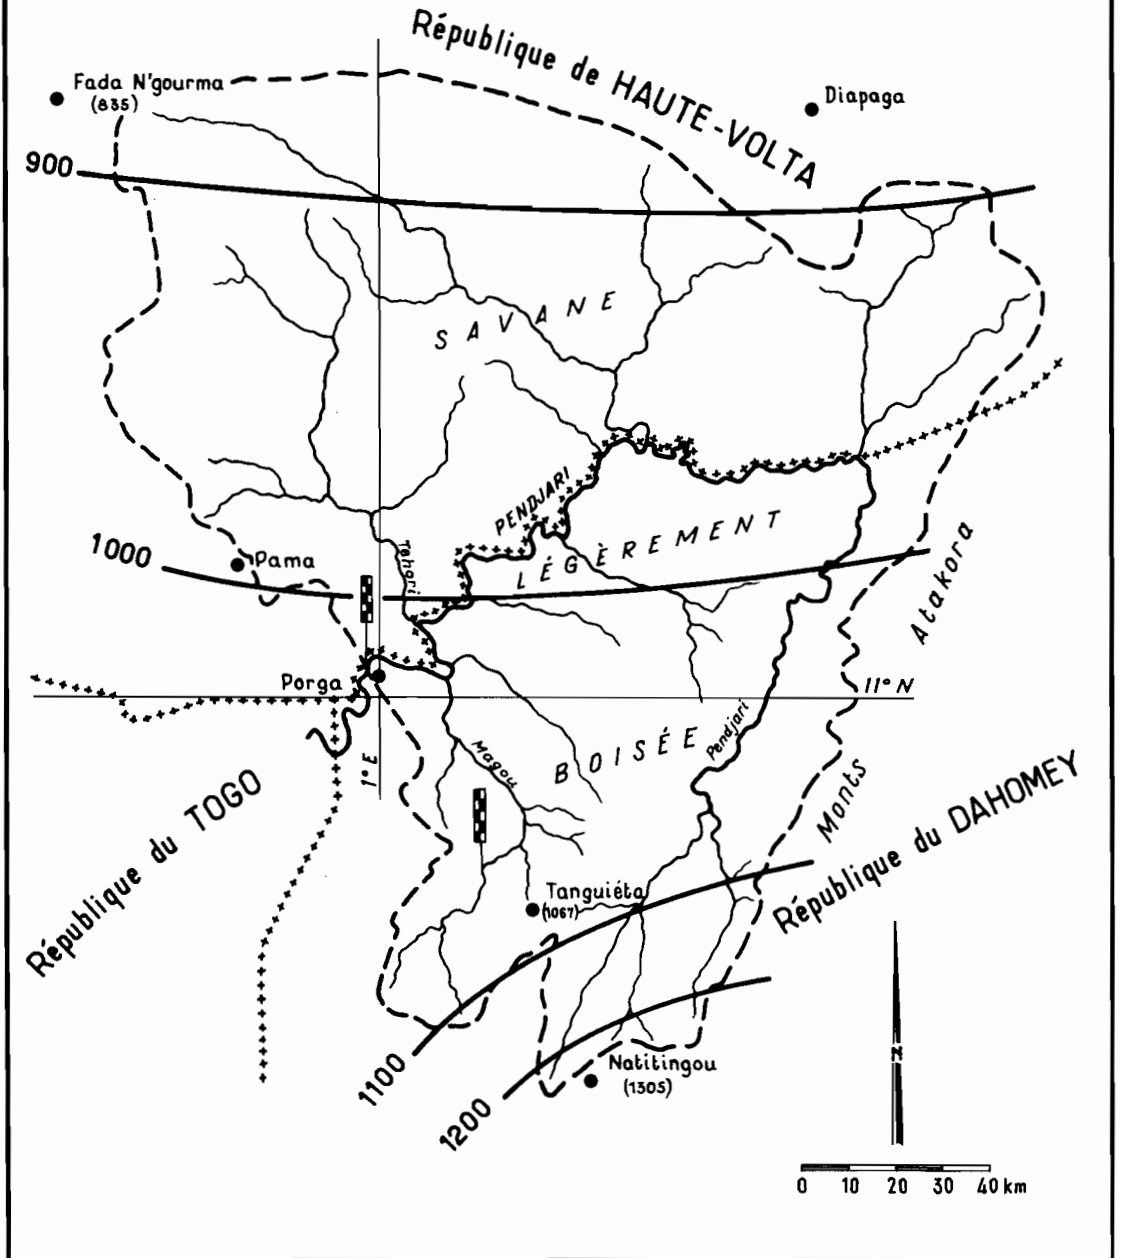 République de HAUTE-VOLTA
Fada N'gourma
(835)
Diapaga
900
SAVANE
PENDJARI
LÉGÈREMENT
1000
Pama
Tchari
Atakora
Porga
11° N
BOISÉE
Pendjari
Magou
1° E
Monts
République du TOGO
République du DAHOMEY
Tanguiéta
(1067)
1100
Natitingou
(1305)
1200
N
0 10 20 30 40 km